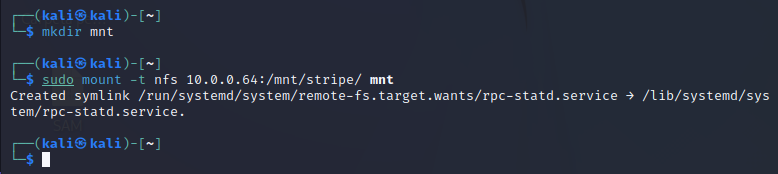 ┌──(kali㉿kali)-[~]
└─$ mkdir mnt
┌──(kali㉿kali)-[~]
└─$ sudo mount -t nfs 10.0.0.64:/mnt/stripe/ mnt
Created symlink /run/systemd/system/remote-fs.target.wants/rpc-statd.service → /lib/systemd/sys
tem/rpc-statd.service.
┌──(kali㉿kali)-[~]
└─$